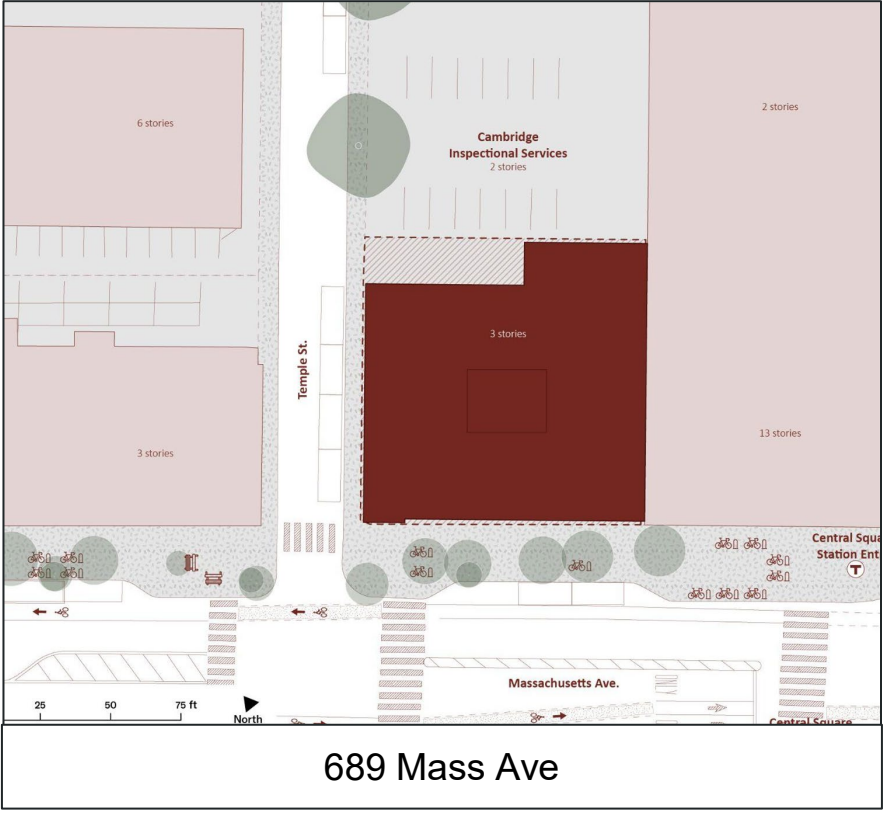 6 stories
2 stories
Cambridge
Inspectional Services
2 stories
3 stories
Temple St.
3 stories
13 stories
Central Squa
Station Ent
T
Massachusetts Ave.
25 50 75 ft
North
Central Square
689 Mass Ave